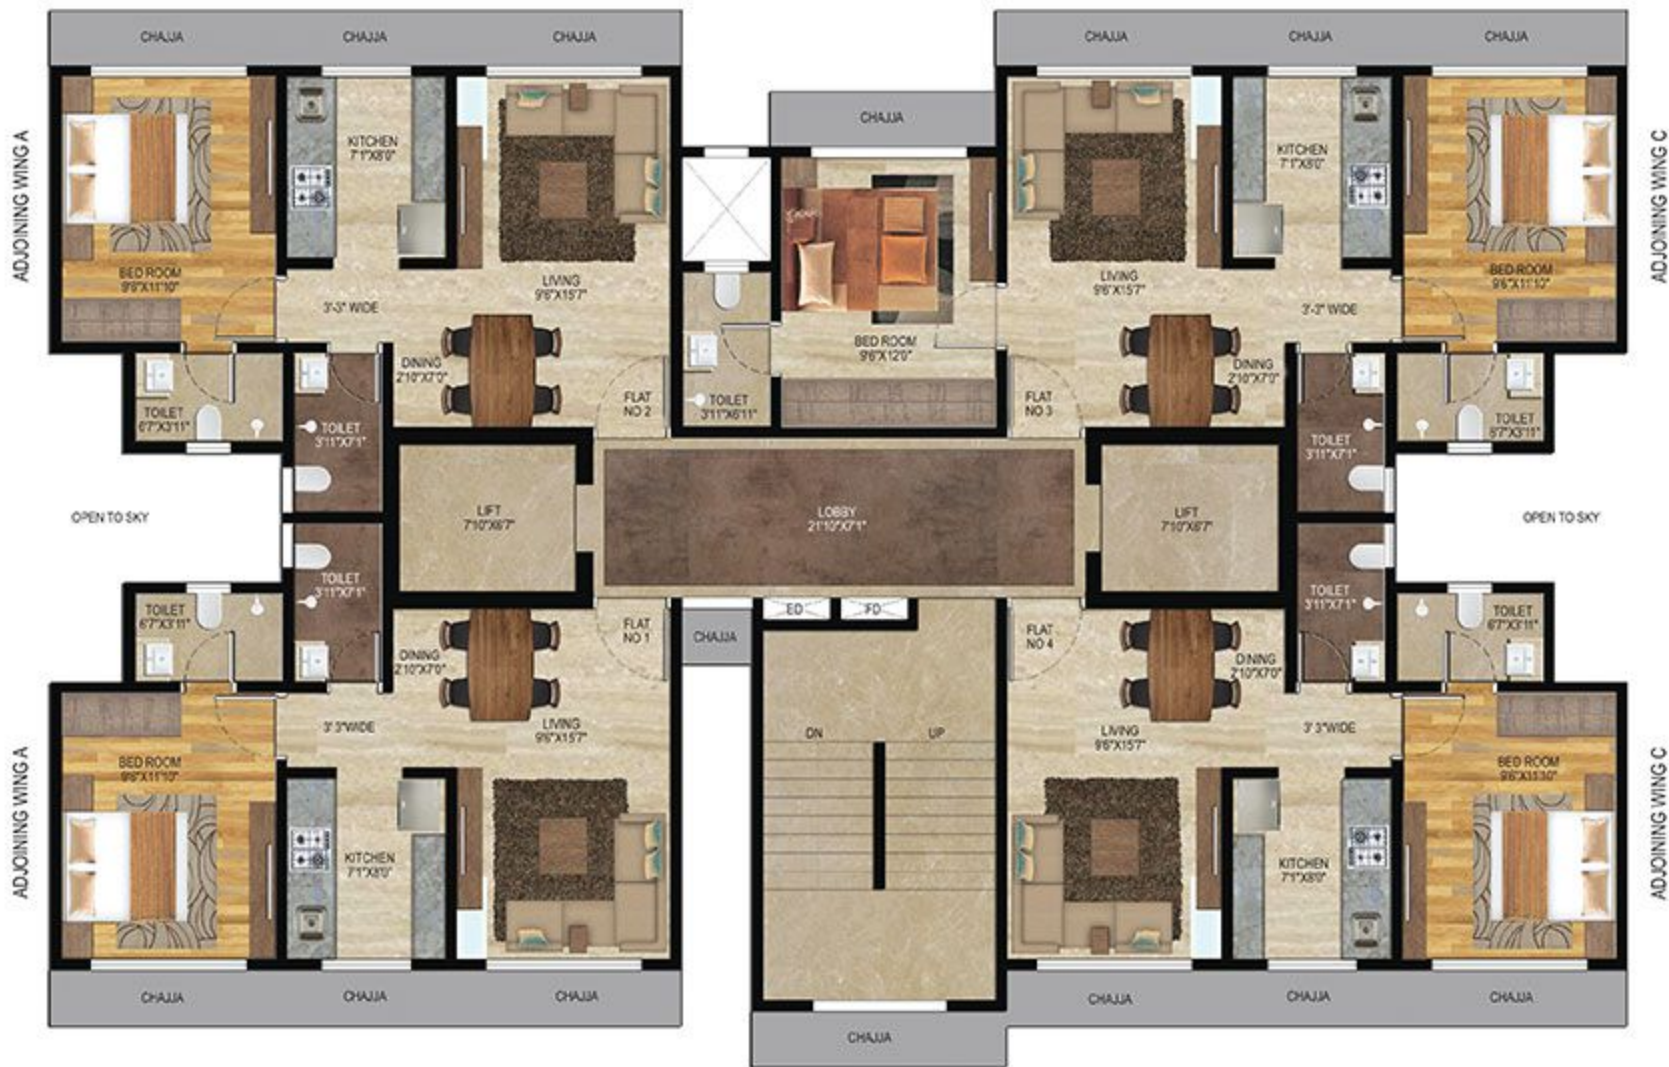 CHAJJA
CHAJJA
CHAJJA
CHAJJA
CHAJJA
CHAJJA
CHAJJA
ADJOINING WING A
ADJOINING WING C
KITCHEN
7'1"X8'0"
KITCHEN
7'1"X8'0"
BED ROOM
9'6"X11'10"
LIVING
9'6"X15'7"
LIVING
9'6"X15'7"
BED ROOM
9'6"X11'10"
3'-3" WIDE
3'-3" WIDE
BED ROOM
9'6"X12'0"
DINING
2'10"X7'0"
DINING
2'10"X7'0"
FLAT
NO 2
TOILET
3'11"X6'11"
FLAT
NO 3
TOILET
6'7"X3'11"
TOILET
3'11"X7'1"
TOILET
3'11"X7'1"
TOILET
6'7"X3'11"
OPEN TO SKY
LIFT
7'10"X6'7"
LOBBY
21'10"X7'1"
LIFT
7'10"X6'7"
OPEN TO SKY
TOILET
3'11"X7'1"
TOILET
3'11"X7'1"
TOILET
6'7"X3'11"
TOILET
6'7"X3'11"
ED
FD
FLAT
NO 1
CHAJJA
FLAT
NO 4
DINING
2'10"X7'0"
DINING
2'10"X7'0"
3' 3"WIDE
LIVING
9'6"X15'7"
DN
UP
LIVING
9'6"X15'7"
3' 3"WIDE
BED ROOM
9'6"X11'10"
BED ROOM
9'6"X11'10"
ADJOINING WING A
ADJOINING WING C
KITCHEN
7'1"X8'0"
KITCHEN
7'1"X8'0"
CHAJJA
CHAJJA
CHAJJA
CHAJJA
CHAJJA
CHAJJA
CHAJJA